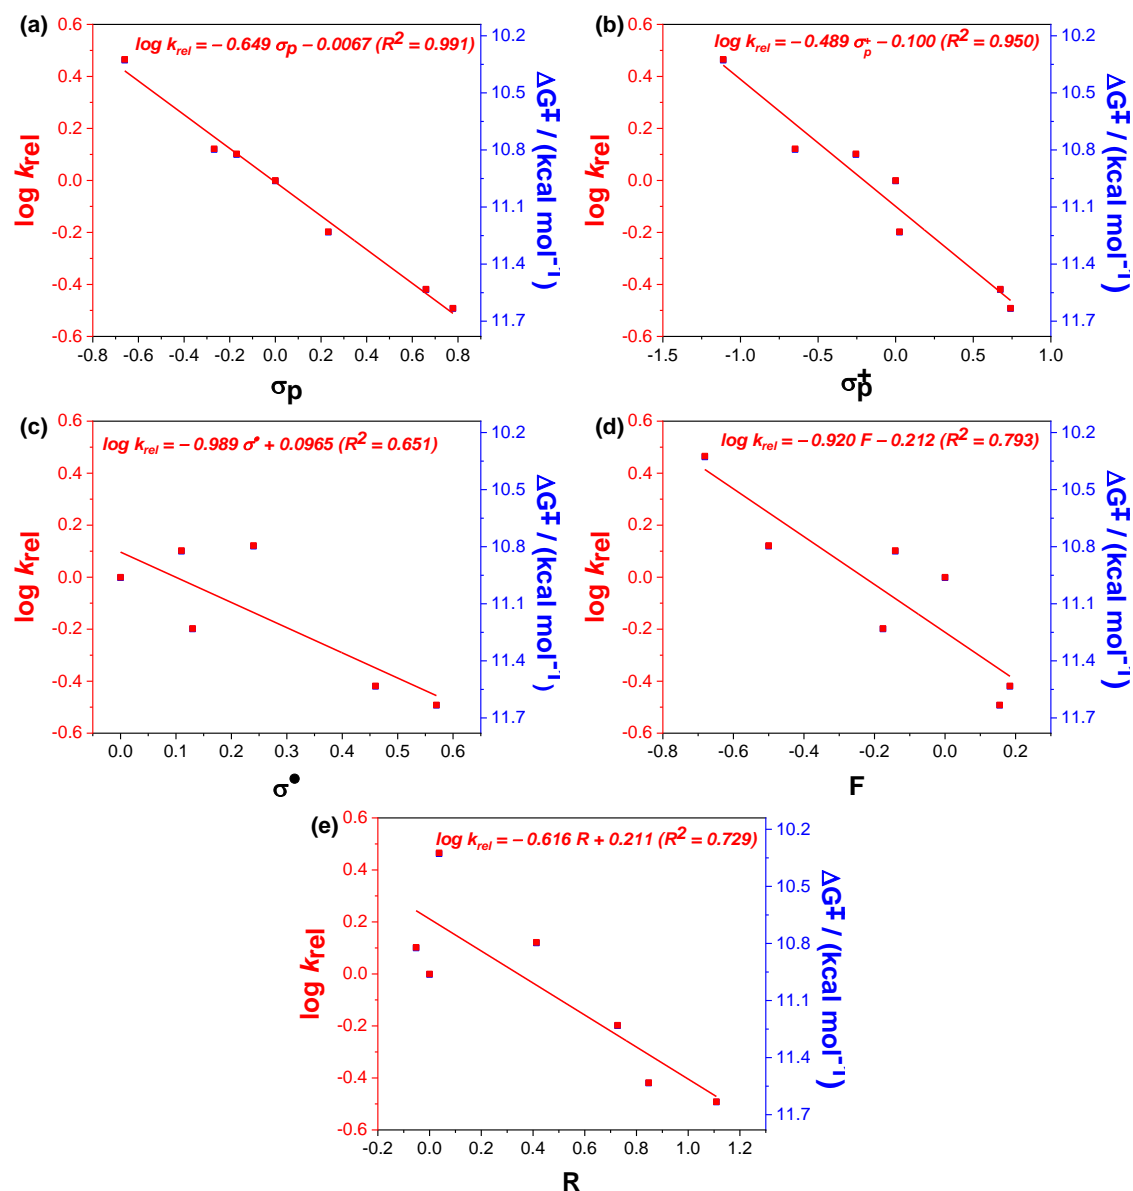 (a)
log k_rel = − 0.649 σp − 0.0067 (R² = 0.991)
0.6
0.4
0.2
0.0
-0.2
-0.4
-0.6
log k_rel
10.2
10.5
10.8
11.1
11.4
11.7
ΔG‡ / (kcal mol⁻¹)
-0.8 -0.6 -0.4 -0.2 0.0 0.2 0.4 0.6 0.8
σp
(b)
log k_rel = − 0.489 σp⁺ − 0.100 (R² = 0.950)
0.6
0.4
0.2
0.0
-0.2
-0.4
-0.6
log k_rel
10.2
10.5
10.8
11.1
11.4
11.7
ΔG‡ / (kcal mol⁻¹)
-1.5 -1.0 -0.5 0.0 0.5 1.0
σp⁺
(c)
log k_rel = − 0.989 σ• + 0.0965 (R² = 0.651)
0.6
0.4
0.2
0.0
-0.2
-0.4
-0.6
log k_rel
10.2
10.5
10.8
11.1
11.4
11.7
ΔG‡ / (kcal mol⁻¹)
0.0 0.1 0.2 0.3 0.4 0.5 0.6
σ•
(d)
log k_rel = − 0.920 F − 0.212 (R² = 0.793)
0.6
0.4
0.2
0.0
-0.2
-0.4
-0.6
log k_rel
10.2
10.5
10.8
11.1
11.4
11.7
ΔG‡ / (kcal mol⁻¹)
-0.8 -0.6 -0.4 -0.2 0.0 0.2
F
(e)
log k_rel = − 0.616 R + 0.211 (R² = 0.729)
0.6
0.4
0.2
0.0
-0.2
-0.4
-0.6
log k_rel
10.2
10.5
10.8
11.1
11.4
11.7
ΔG‡ / (kcal mol⁻¹)
-0.2 0.0 0.2 0.4 0.6 0.8 1.0 1.2
R